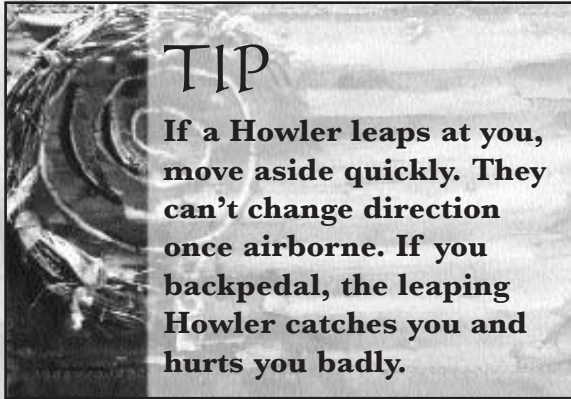 TIP
If a Howler leaps at you,
move aside quickly. They
can't change direction
once airborne. If you
backpedal, the leaping
Howler catches you and
hurts you badly.